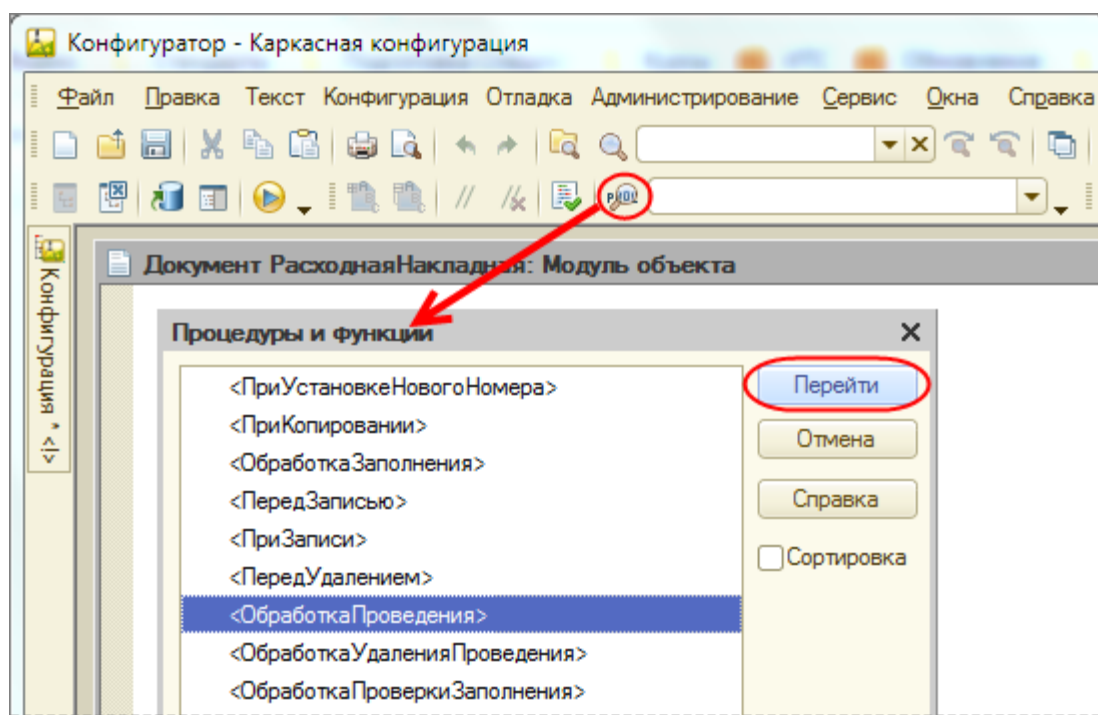 Конфигуратор - Каркасная конфигурация
Файл Правка Текст Конфигурация Отладка Администрирование Сервис Окна Справка
Конфигурация * <!>
Документ РасходнаяНакладная: Модуль объекта
Процедуры и функции
<ПриУстановкеНовогоНомера>
<ПриКопировании>
<ОбработкаЗаполнения>
<ПередЗаписью>
<ПриЗаписи>
<ПередУдалением>
<ОбработкаПроведения>
<ОбработкаУдаленияПроведения>
<ОбработкаПроверкиЗаполнения>
Перейти
Отмена
Справка
Сортировка